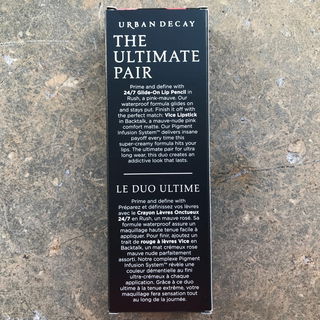 URBAN DECAY
THE
ULTIMATE
PAIR
Prime and define with
24/7 Glide-On Lip Pencil in
Rush, a pink-mauve. Our
waterproof formula glides on
and stays put. Finish it off with
the perfect match: Vice Lipstick
in Backtalk, a mauve-nude pink
comfort matte. Our Pigment
Infusion System™ delivers insane
payoff every time this
super-creamy formula hits your
lips. The ultimate pair for ultra
long wear, this duo creates an
addictive look that lasts.
LE DUO ULTIME
Préparez et définissez vos lèvres
avec le Crayon Lèvres Onctueux
24/7 en Rush, un mauve rosé. Sa
formule waterproof assure un
maquillage haute tenue facile à
appliquer. Pour finir, ajoutez un
trait de rouge à lèvres Vice en
Backtalk, un mat crémeux rose
mauve nude parfaitement
assorti. Notre complexe Pigment
Infusion System™ révèle une
couleur démentielle au fini
ultra-crémeux à chaque
application. Grâce à ce duo
ultime à la tenue extrême, votre
maquillage fera sensation tout
au long de la journée.